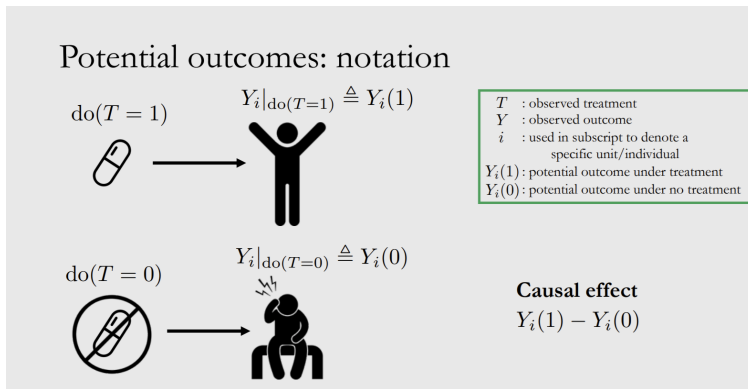 Potential outcomes: notation
do(T = 1)
Y_i|_{do(T=1)} ≜ Y_i(1)
T : observed treatment
Y : observed outcome
i : used in subscript to denote a
specific unit/individual
Y_i(1) : potential outcome under treatment
Y_i(0) : potential outcome under no treatment
do(T = 0)
Y_i|_{do(T=0)} ≜ Y_i(0)
Causal effect
Y_i(1) − Y_i(0)